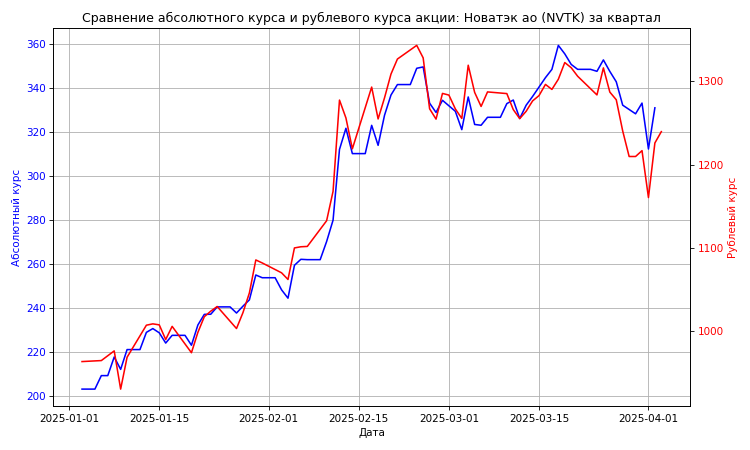 Сравнение абсолютного курса и рублевого курса акции: Новатэк ао (NVTK) за квартал
360
340
320
300
280
260
240
220
200
Абсолютный курс
1300
1200
1100
1000
Рублевый курс
2025-01-01 2025-01-15 2025-02-01 2025-02-15 2025-03-01 2025-03-15 2025-04-01
Дата